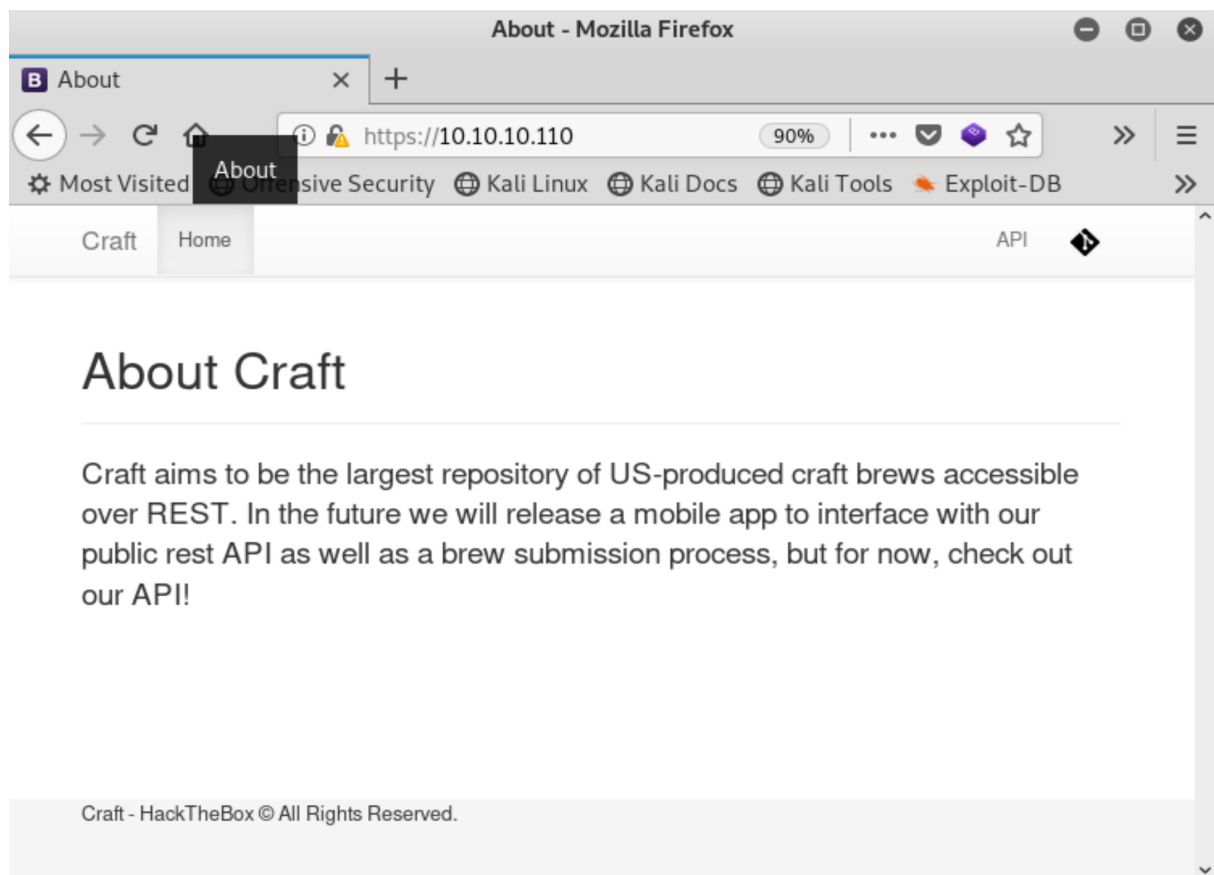 About - Mozilla Firefox
B About
https://10.10.10.110 90%
About
Most Visited Offensive Security Kali Linux Kali Docs Kali Tools Exploit-DB
Craft Home API
About Craft
Craft aims to be the largest repository of US-produced craft brews accessible
over REST. In the future we will release a mobile app to interface with our
public rest API as well as a brew submission process, but for now, check out
our API!
Craft - HackTheBox © All Rights Reserved.